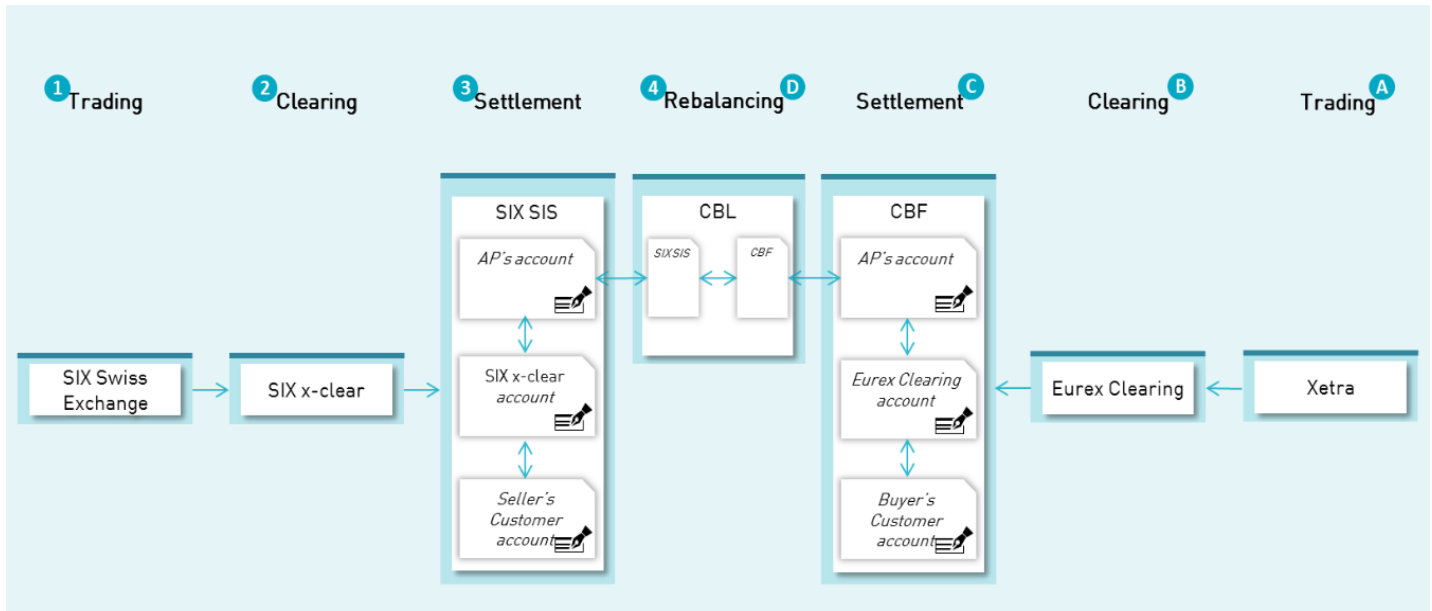 1 Trading
2 Clearing
3 Settlement
4 Rebalancing D
Settlement C
Clearing B
Trading A
SIX SIS
AP's account
SIX x-clear
account
Seller's
Customer
account
CBL
SIXSIS
CBF
CBF
AP's account
Eurex Clearing
account
Buyer's
Customer
account
SIX Swiss
Exchange
SIX x-clear
Eurex Clearing
Xetra